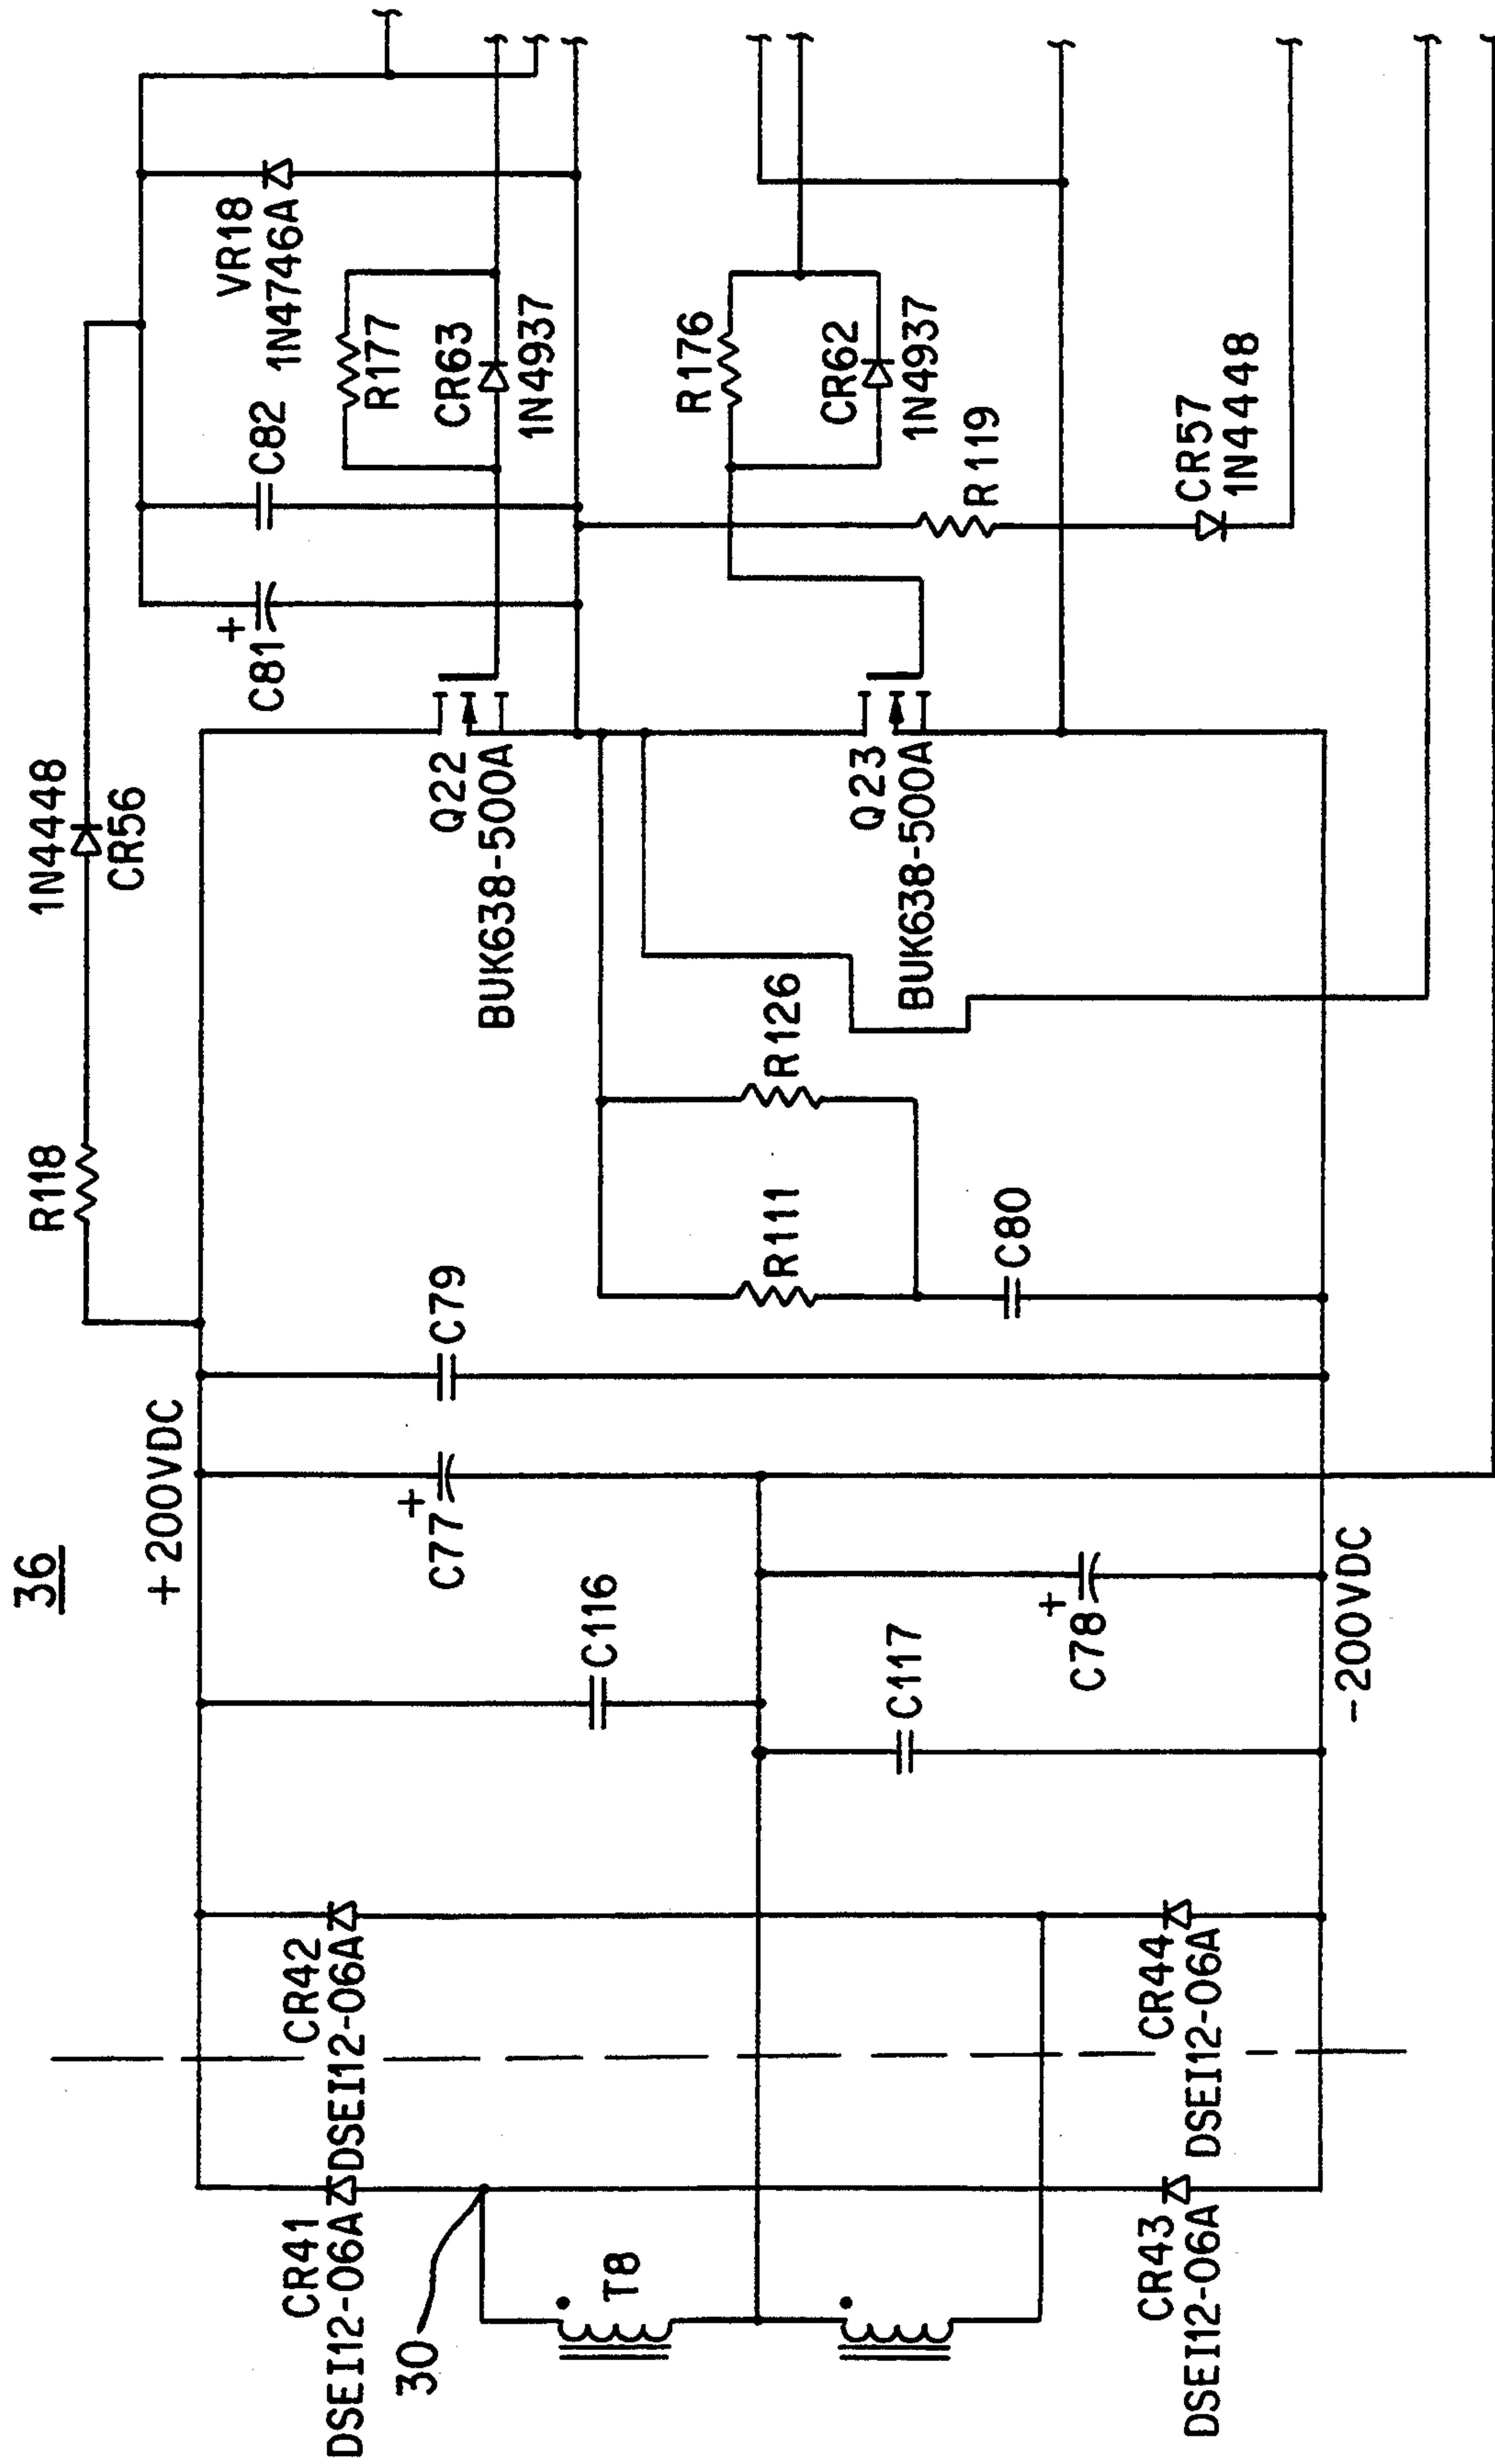 36
+200VDC
-200VDC
30
T8
CR41
DSEI12-06A
CR42
DSEI12-06A
CR43
DSEI12-06A
CR44
DSEI12-06A
C116
C117
+
C77
+
C78
C79
R111
C80
R126
R118
1N4448
CR56
Q22
BUK638-500A
Q23
BUK638-500A
+
C81
C82
VR18
1N4746A
R177
CR63
1N4937
R176
CR62
1N4937
R119
CR57
1N4448